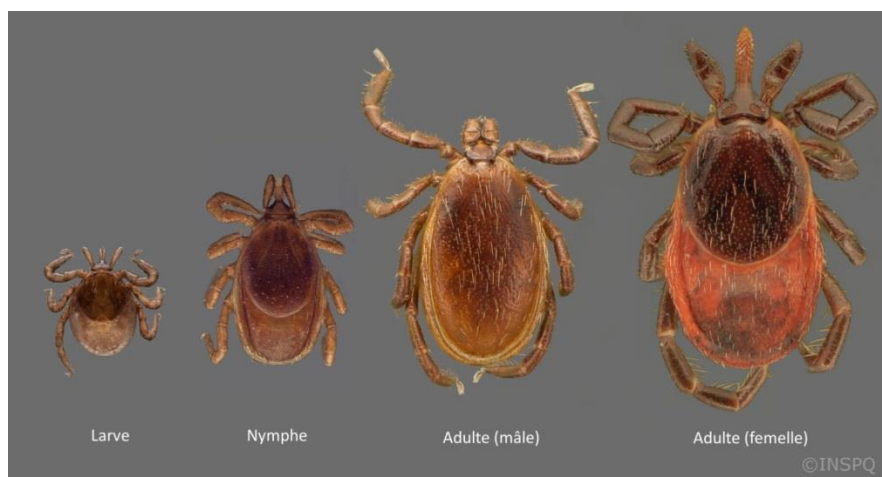 Larve
Nymphe
Adulte (mâle)
Adulte (femelle)
©INSPQ